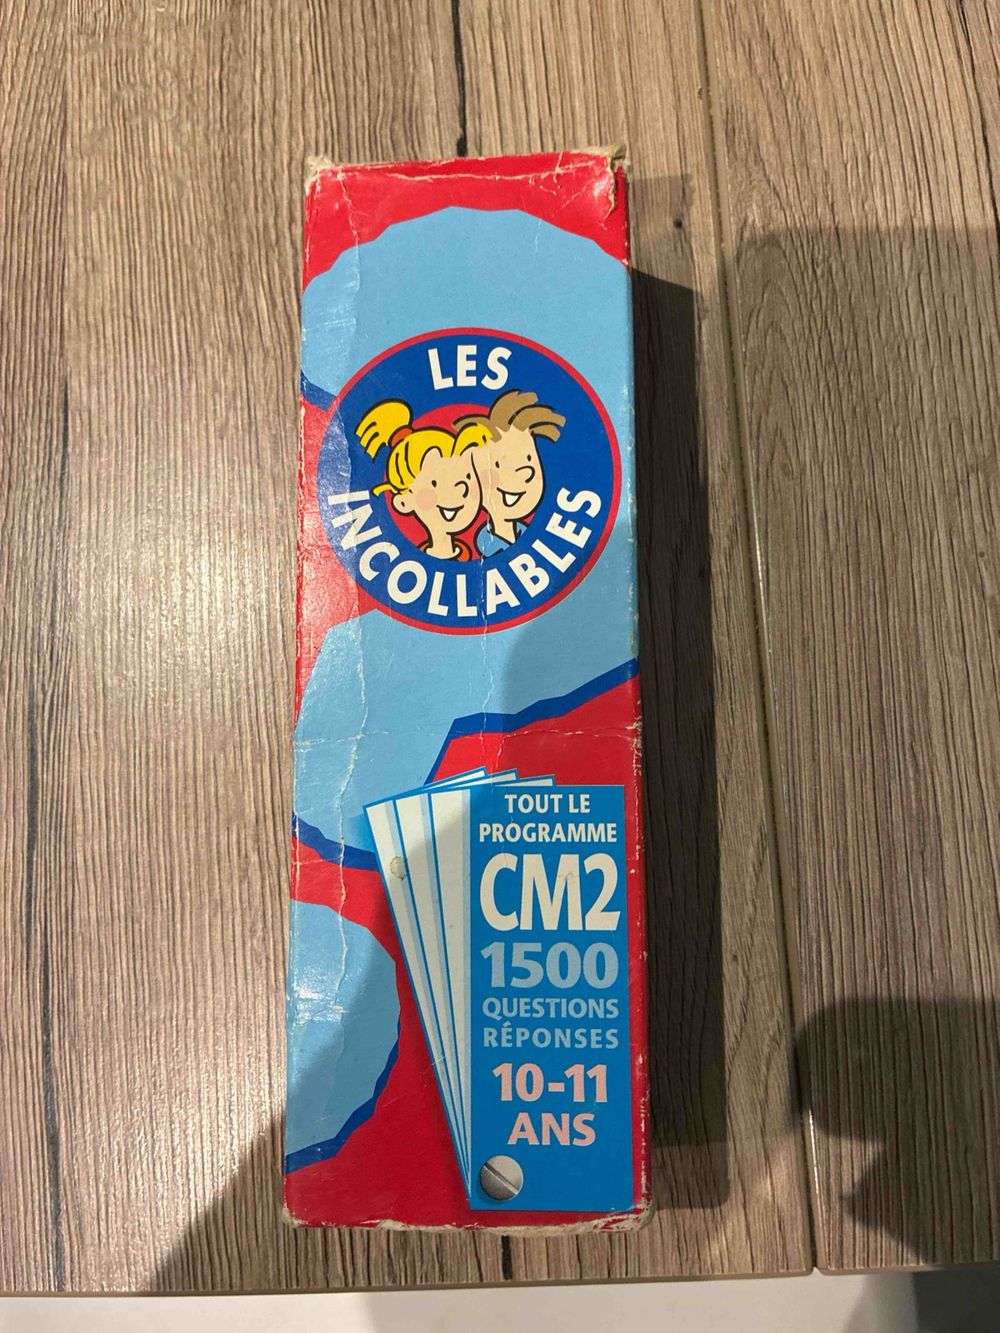 LES
INCOLLABLES
TOUT LE
PROGRAMME
CM2
1500
QUESTIONS
RÉPONSES
10-11
ANS